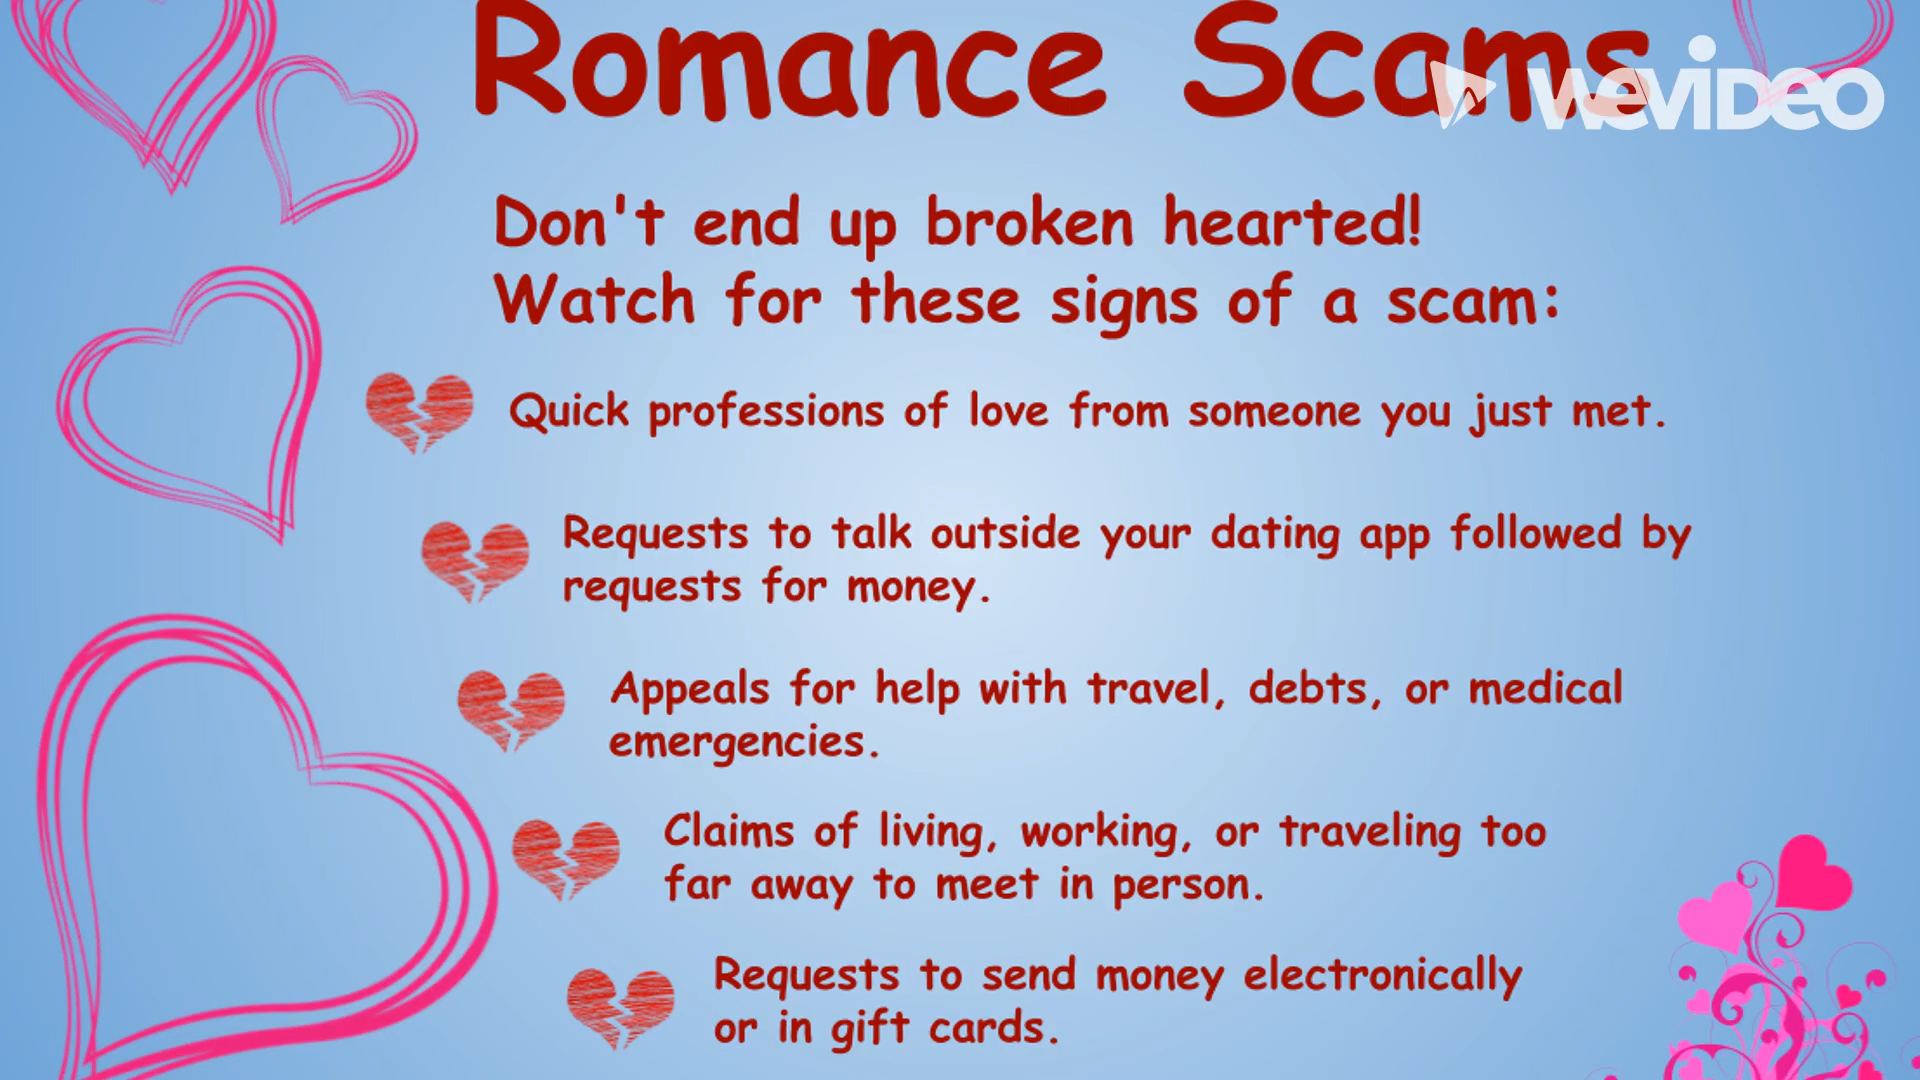 Romance Scams
wevideo
Don't end up broken hearted!
Watch for these signs of a scam:
Quick professions of love from someone you just met.
Requests to talk outside your dating app followed by
requests for money.
Appeals for help with travel, debts, or medical
emergencies.
Claims of living, working, or traveling too
far away to meet in person.
Requests to send money electronically
or in gift cards.